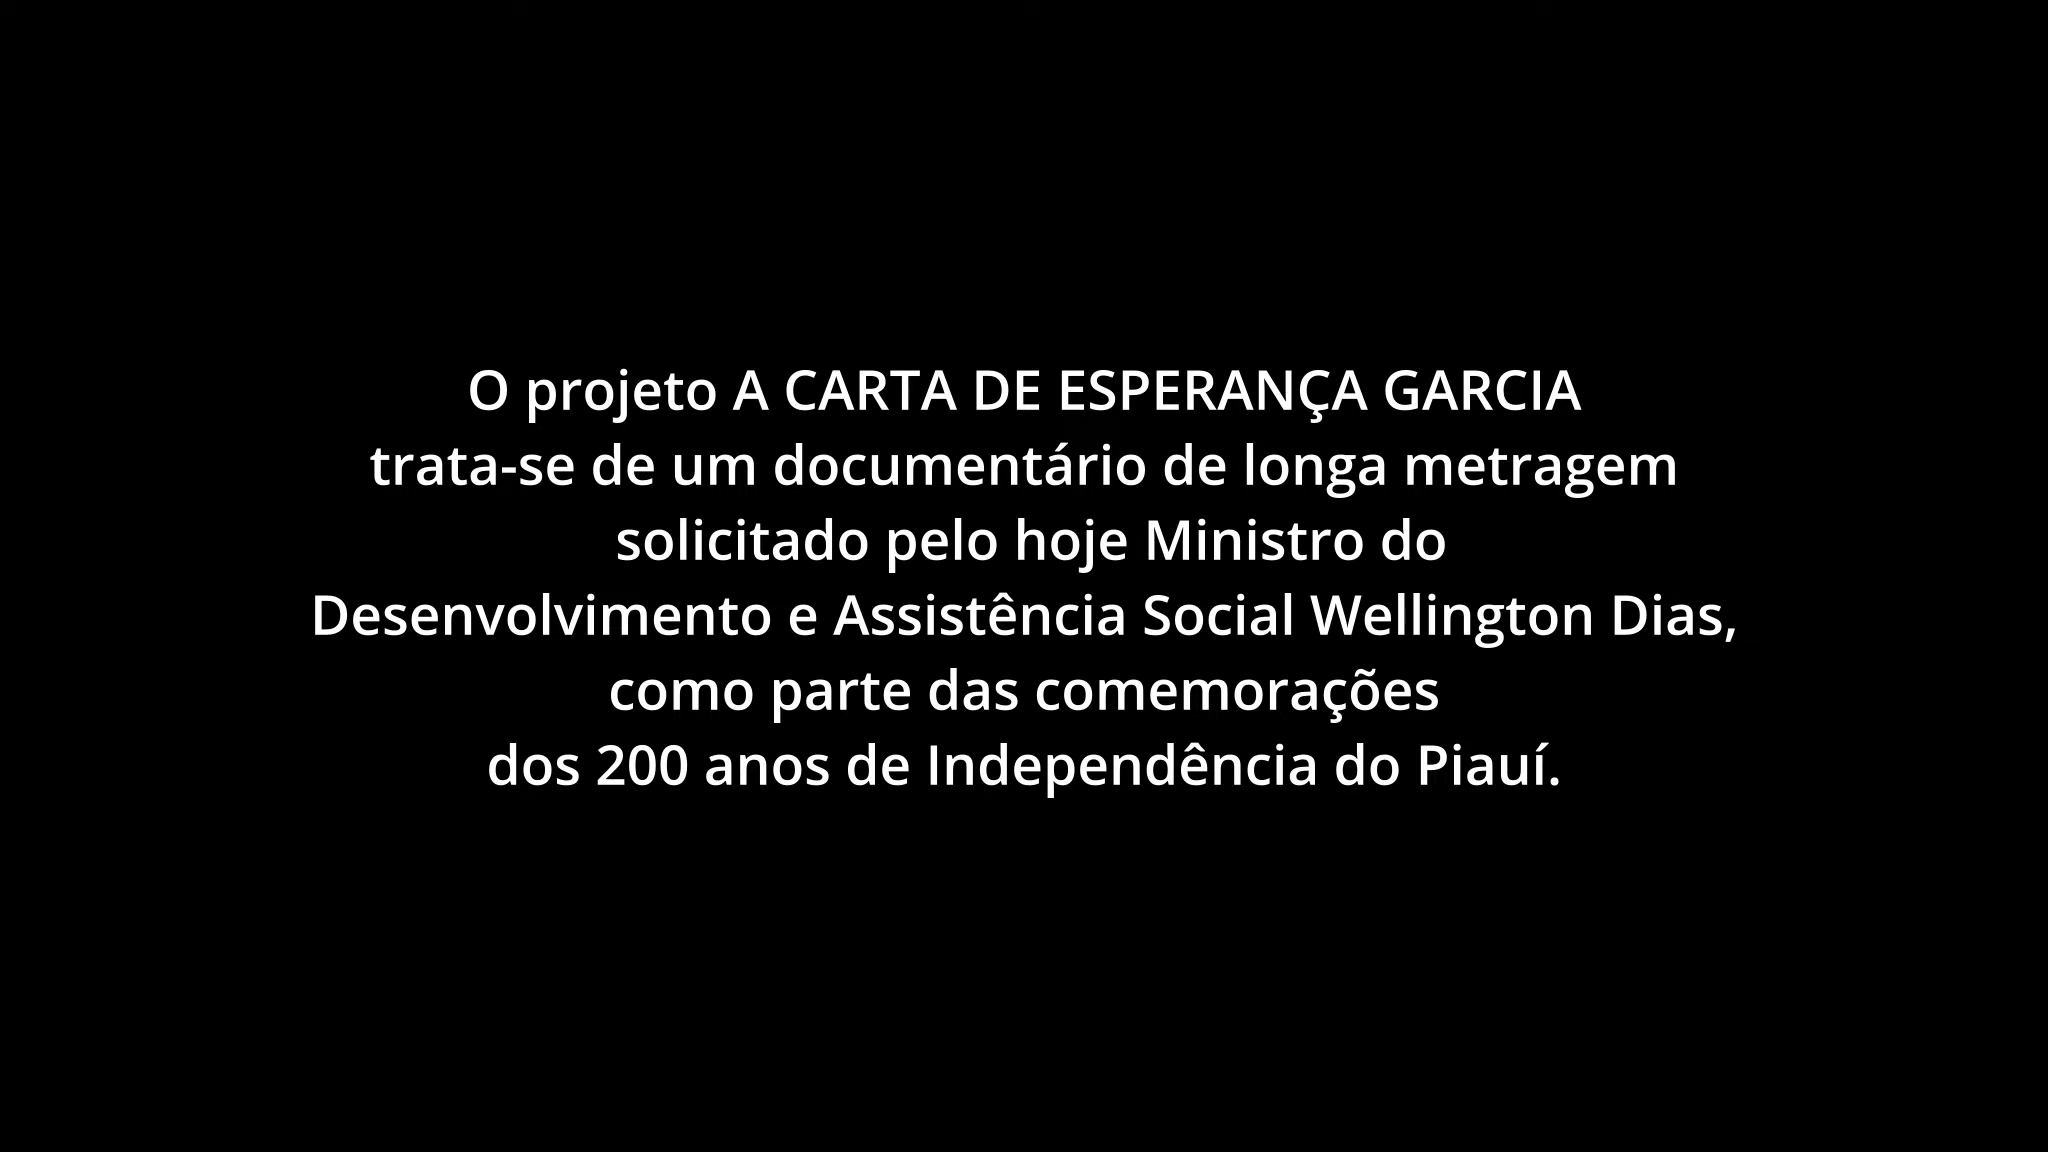 O projeto A CARTA DE ESPERANÇA GARCIA
trata-se de um documentário de longa metragem
solicitado pelo hoje Ministro do
Desenvolvimento e Assistência Social Wellington Dias,
como parte das comemorações
dos 200 anos de Independência do Piauí.